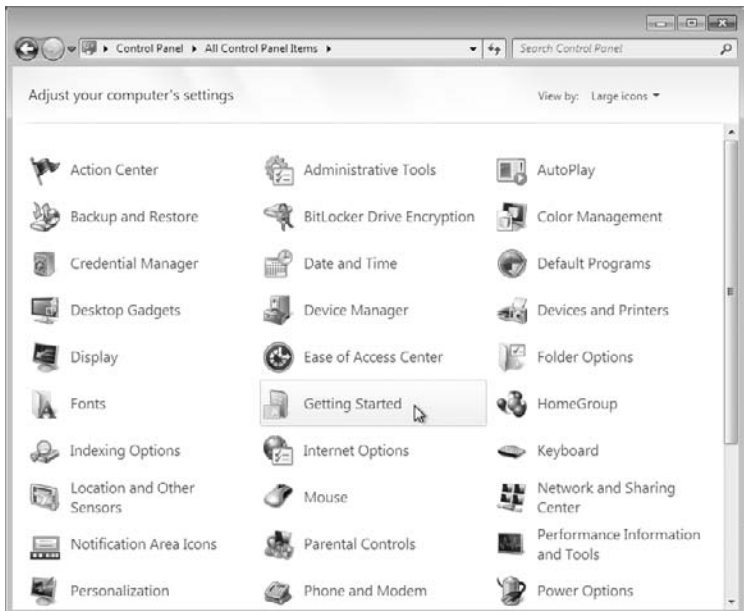 Control Panel ▸ All Control Panel Items ▸ Search Control Panel
Adjust your computer's settings View by: Large icons
Action Center Administrative Tools AutoPlay
Backup and Restore BitLocker Drive Encryption Color Management
Credential Manager Date and Time Default Programs
Desktop Gadgets Device Manager Devices and Printers
Display Ease of Access Center Folder Options
Fonts Getting Started HomeGroup
Indexing Options Internet Options Keyboard
Location and Other
Sensors
Mouse
Network and Sharing
Center
Notification Area Icons Parental Controls
Performance Information
and Tools
Personalization Phone and Modem Power Options